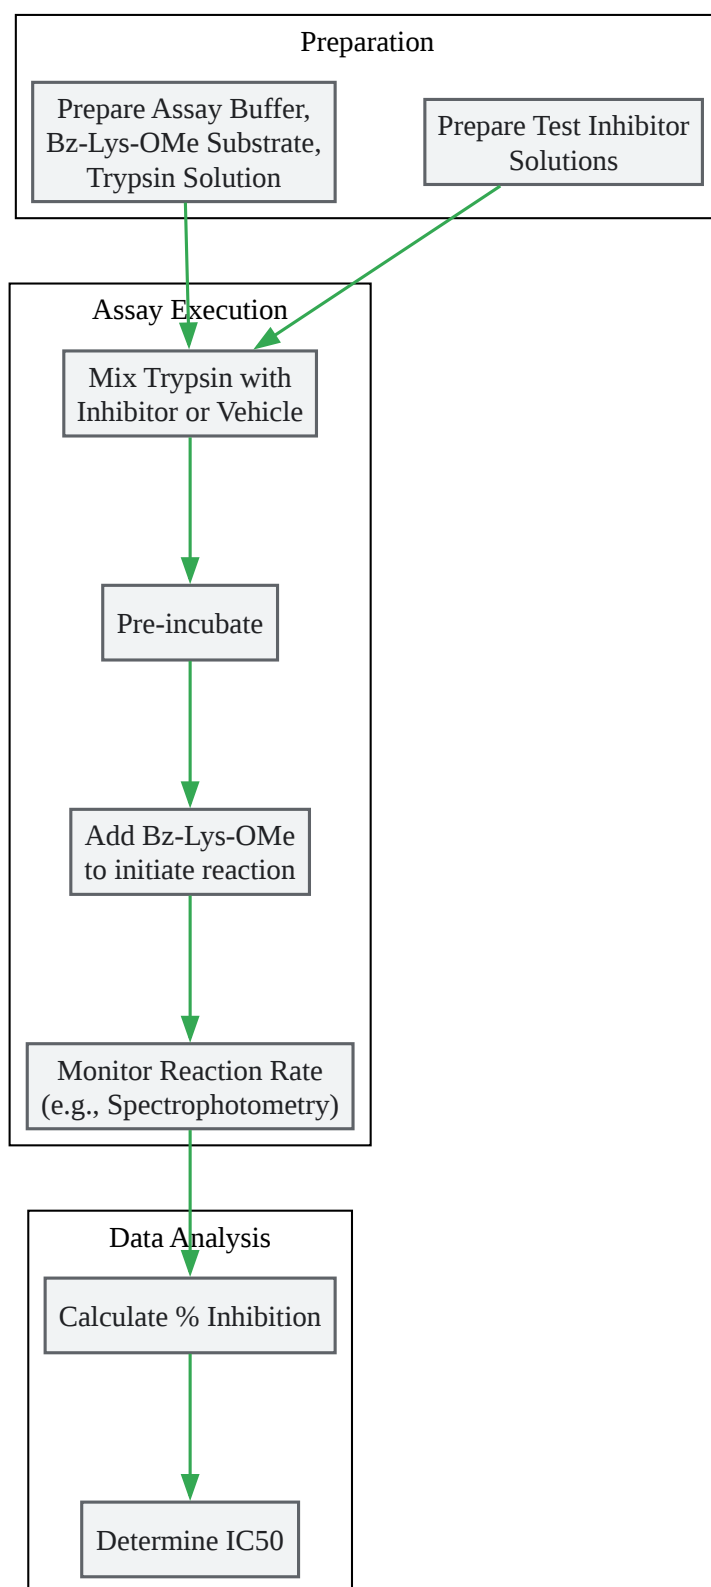 Preparation
Prepare Assay Buffer,
Bz-Lys-OMe Substrate,
Trypsin Solution
Prepare Test Inhibitor
Solutions
Assay Execution
Mix Trypsin with
Inhibitor or Vehicle
Pre-incubate
Add Bz-Lys-OMe
to initiate reaction
Monitor Reaction Rate
(e.g., Spectrophotometry)
Data Analysis
Calculate % Inhibition
Determine IC50